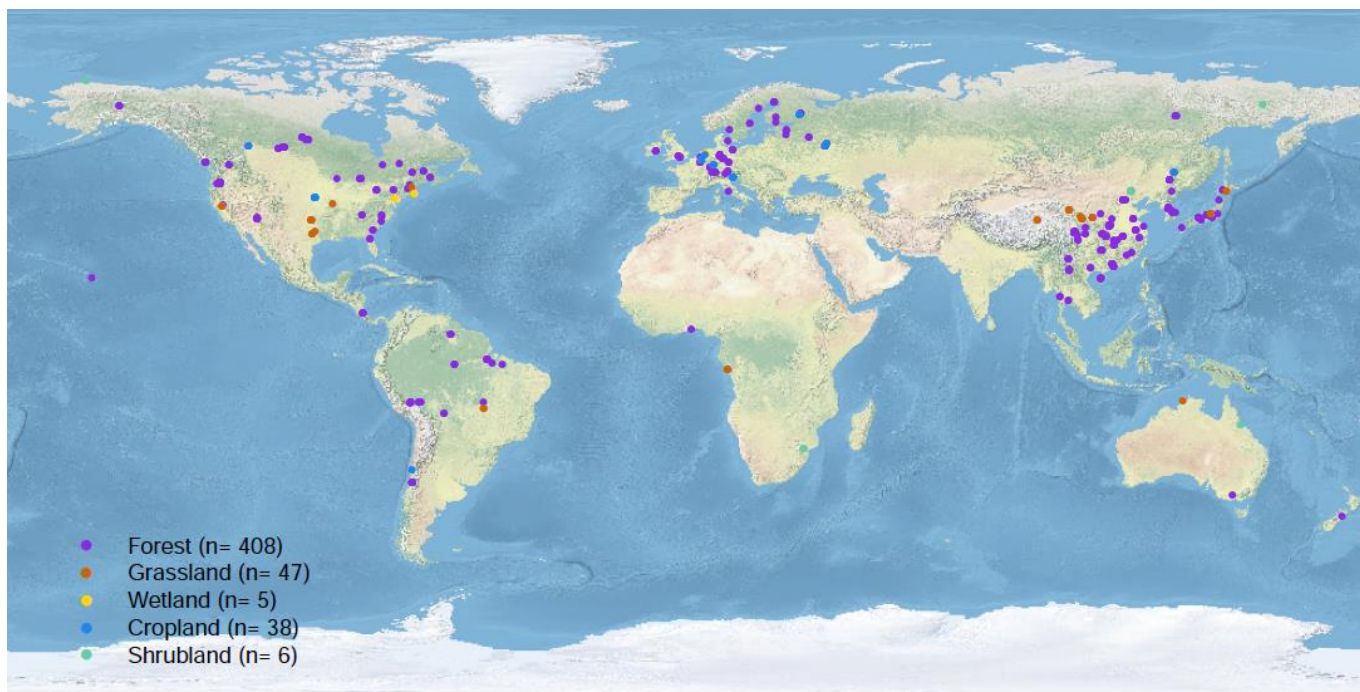 Forest (n= 408)
Grassland (n= 47)
Wetland (n= 5)
Cropland (n= 38)
Shrubland (n= 6)